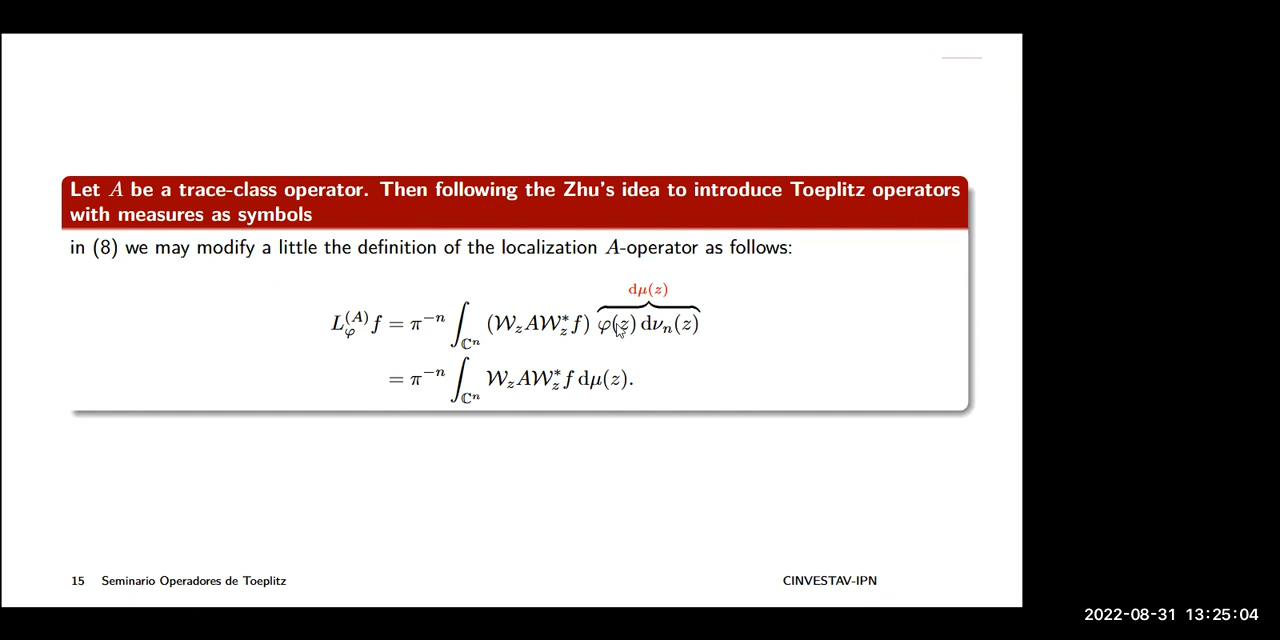 Let A be a trace-class operator. Then following the Zhu's idea to introduce Toeplitz operators
with measures as symbols
in (8) we may modify a little the definition of the localization A-operator as follows:
dμ(z)
L_φ^{(A)} f = π^{-n} ∫_{ℂ^n} (𝒲_z A 𝒲_z^* f) φ(z) dν_n(z)
= π^{-n} ∫_{ℂ^n} 𝒲_z A 𝒲_z^* f dμ(z).
15 Seminario Operadores de Toeplitz CINVESTAV-IPN
2022-08-31 13:25:04